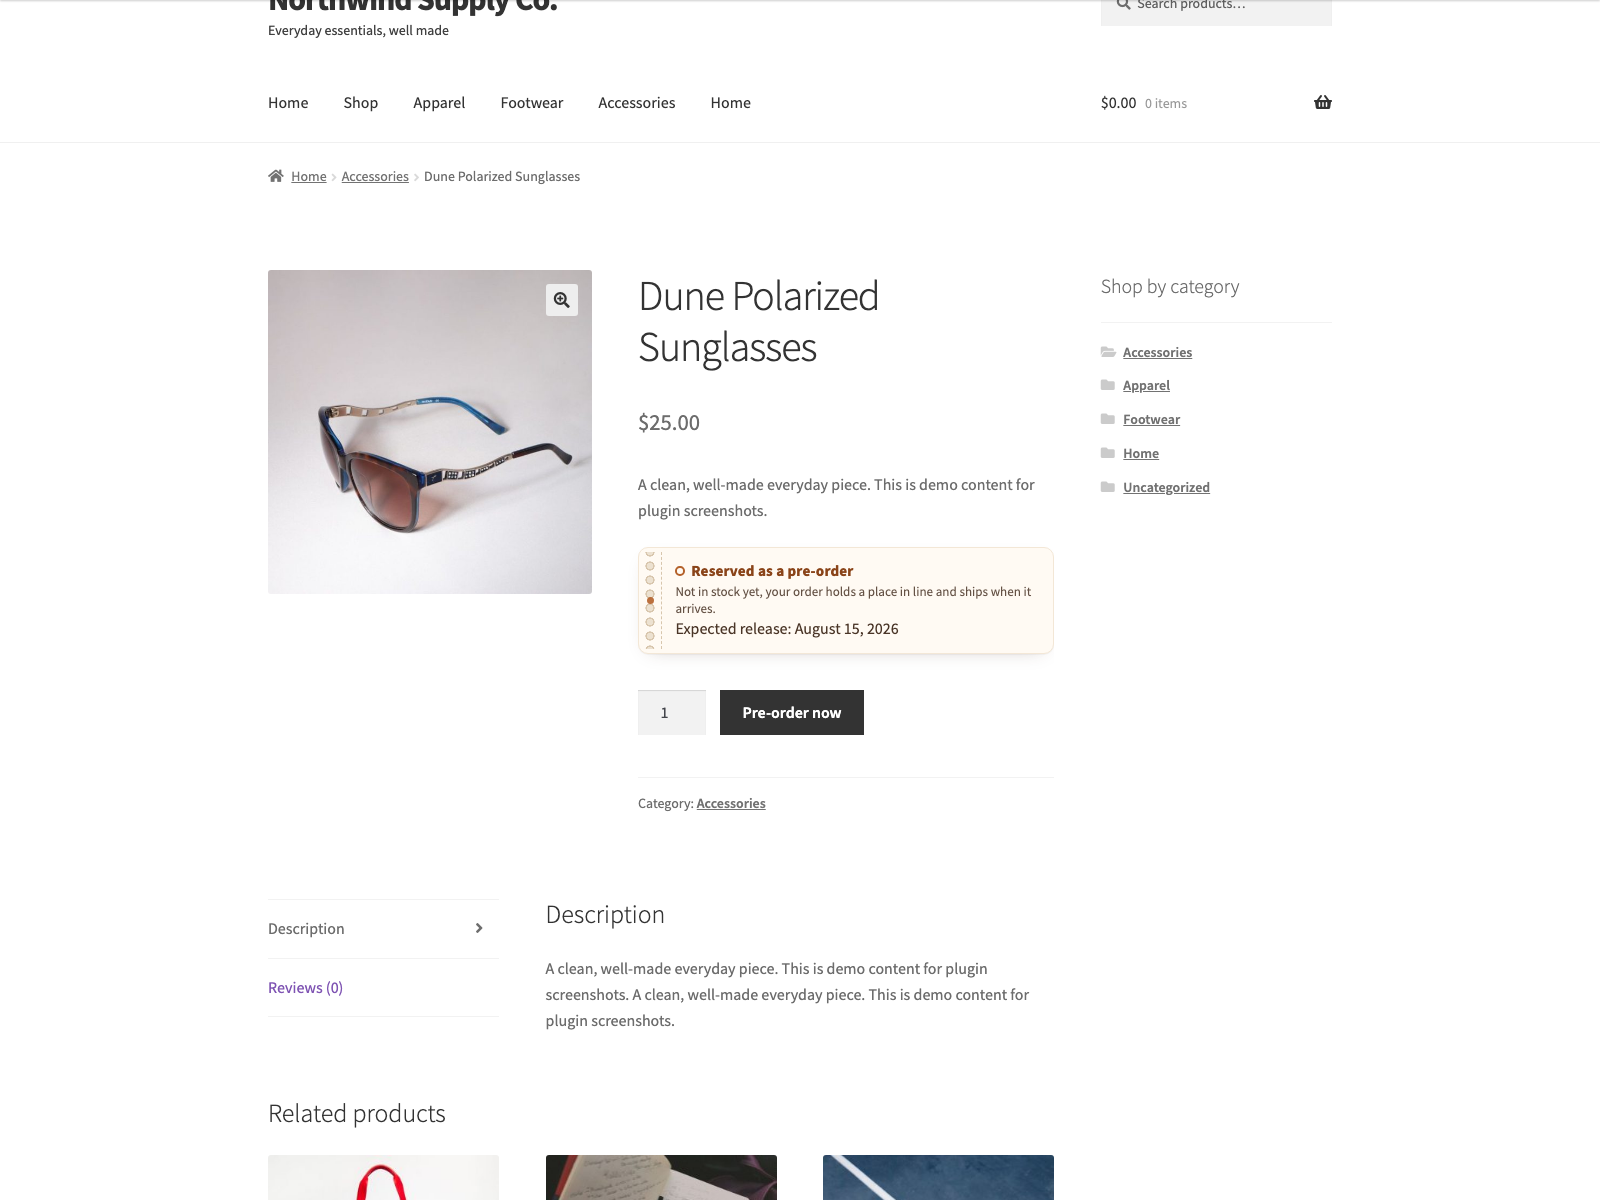 Northwind Supply Co.
Everyday essentials, well made
Search products…
Home
Shop
Apparel
Footwear
Accessories
Home
$0.00 0 items
Home
Accessories
Dune Polarized Sunglasses
Dune Polarized
Sunglasses
$25.00
A clean, well-made everyday piece. This is demo content for
plugin screenshots.
Reserved as a pre-order
Not in stock yet, your order holds a place in line and ships when it
arrives.
Expected release: August 15, 2026
1
Pre-order now
Category: Accessories
Shop by category
Accessories
Apparel
Footwear
Home
Uncategorized
Description
Reviews (0)
Description
A clean, well-made everyday piece. This is demo content for plugin
screenshots. A clean, well-made everyday piece. This is demo content for
plugin screenshots.
Related products